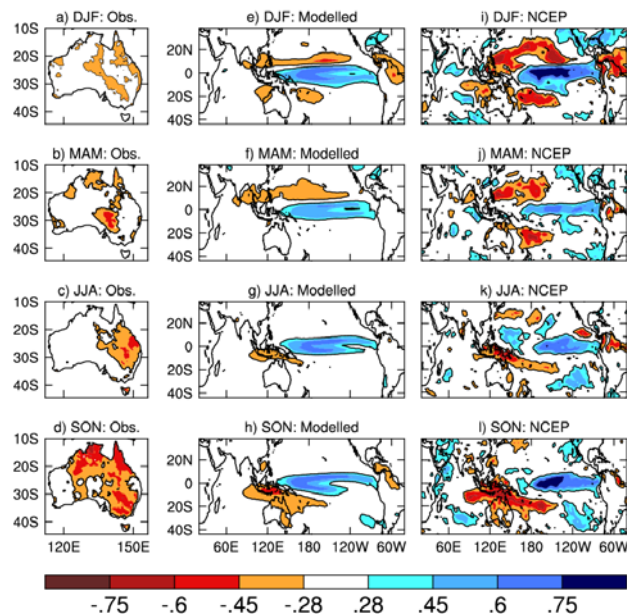 a) DJF: Obs.
e) DJF: Modelled
i) DJF: NCEP
10S
20S
30S
40S
20N
0
20S
40S
b) MAM: Obs.
f) MAM: Modelled
j) MAM: NCEP
10S
20S
30S
40S
20N
0
20S
40S
c) JJA: Obs.
g) JJA: Modelled
k) JJA: NCEP
10S
20S
30S
40S
20N
0
20S
40S
d) SON: Obs.
h) SON: Modelled
l) SON: NCEP
10S
20S
30S
40S
20N
0
20S
40S
120E 150E
60E 120E 180 120W 60W
60E 120E 180 120W 60W
-.75 -.6 -.45 -.28 .28 .45 .6 .75